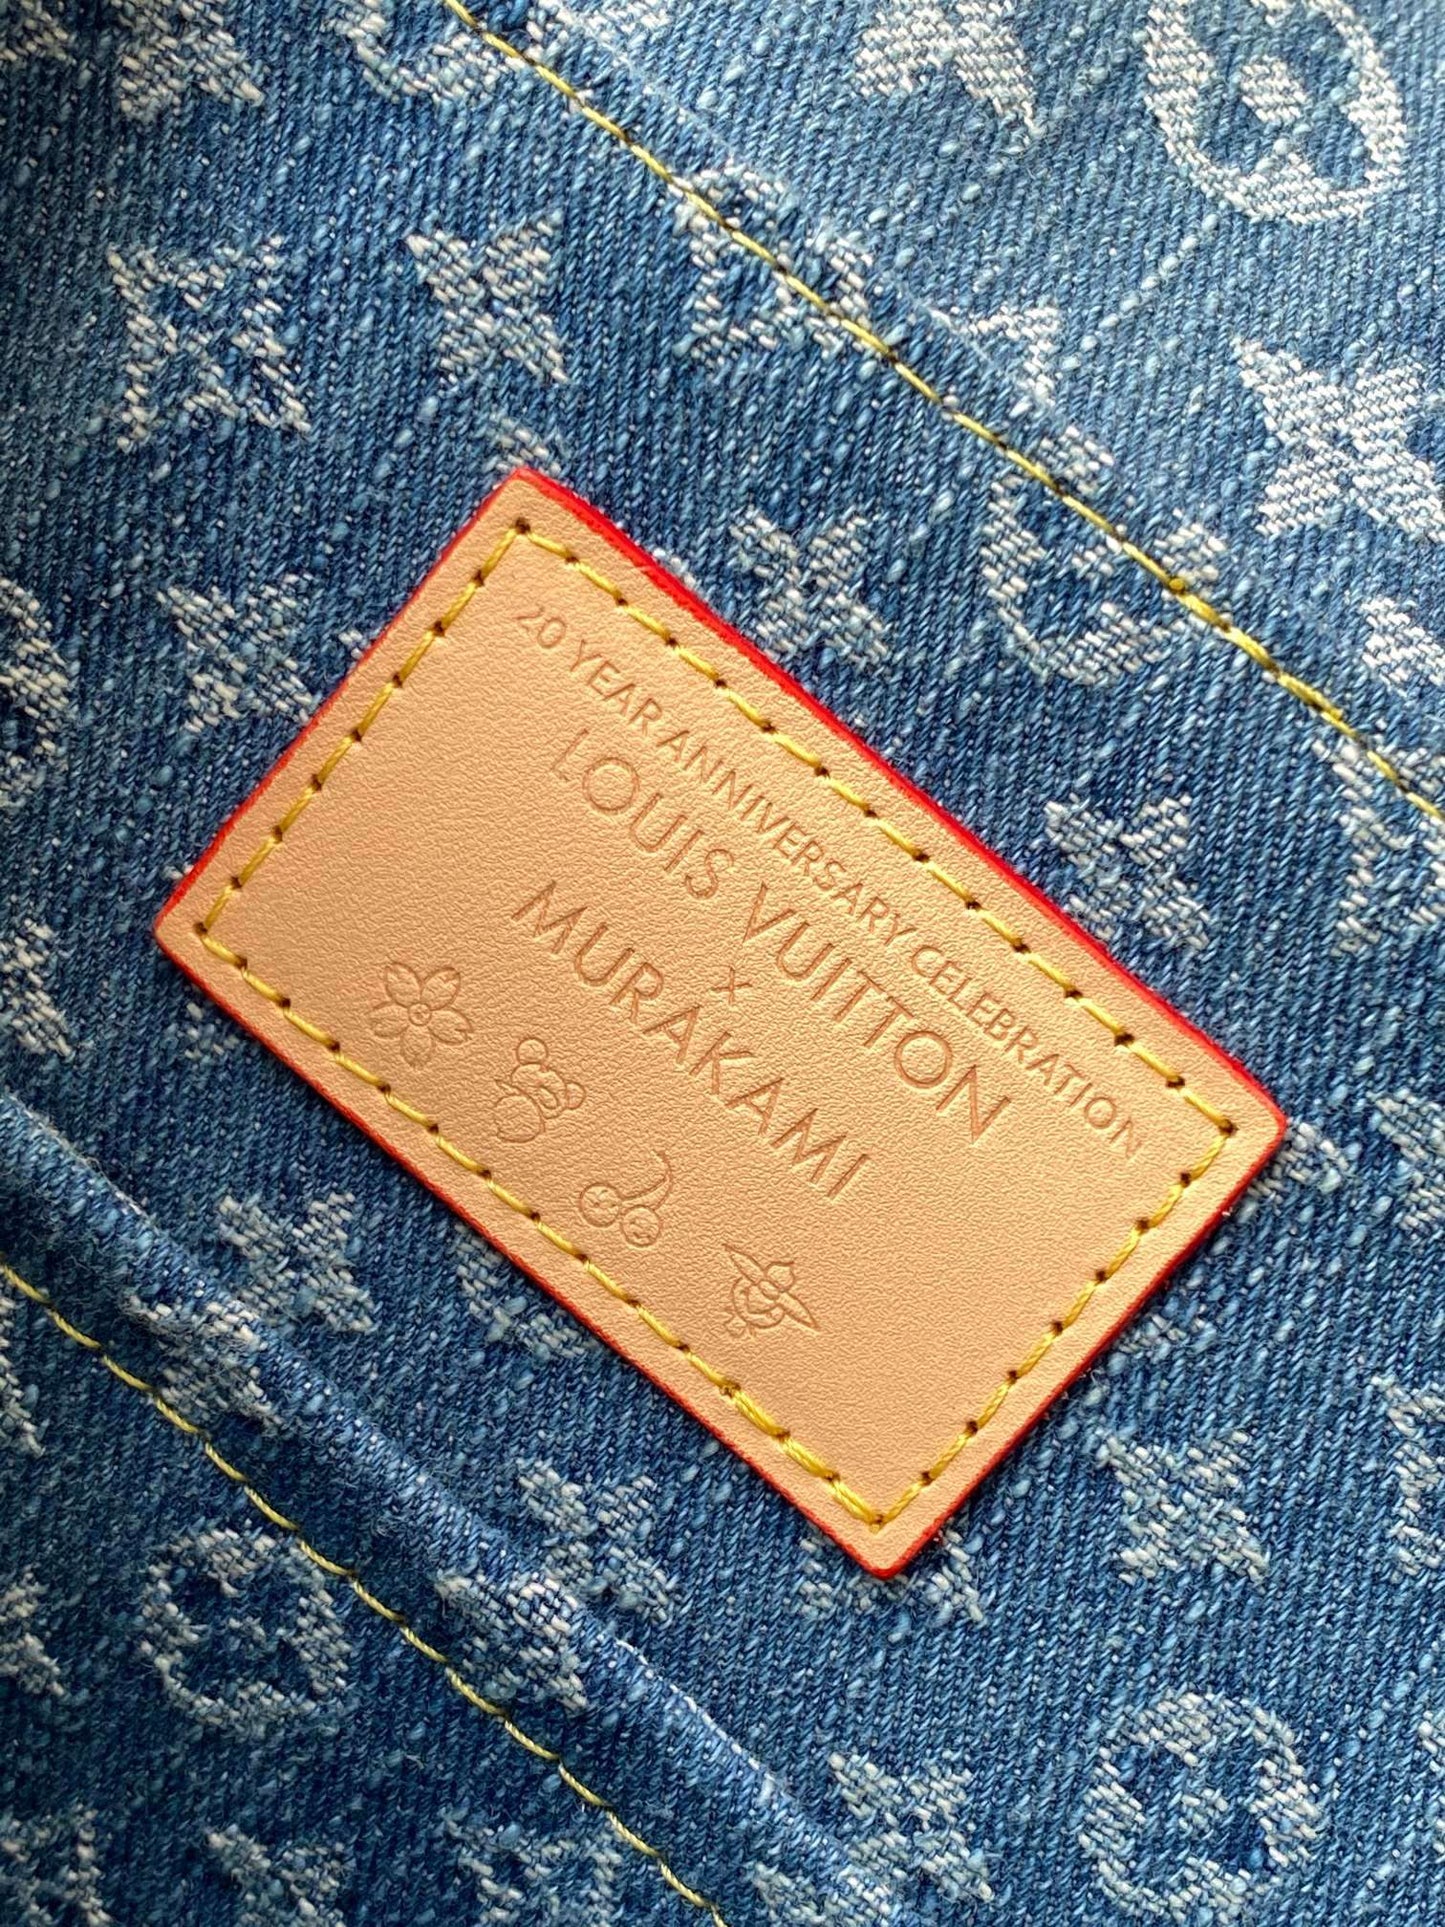 20 YEAR ANNIVERSARY CELEBRATION
LOUIS VUITTON
×
MURAKAMI